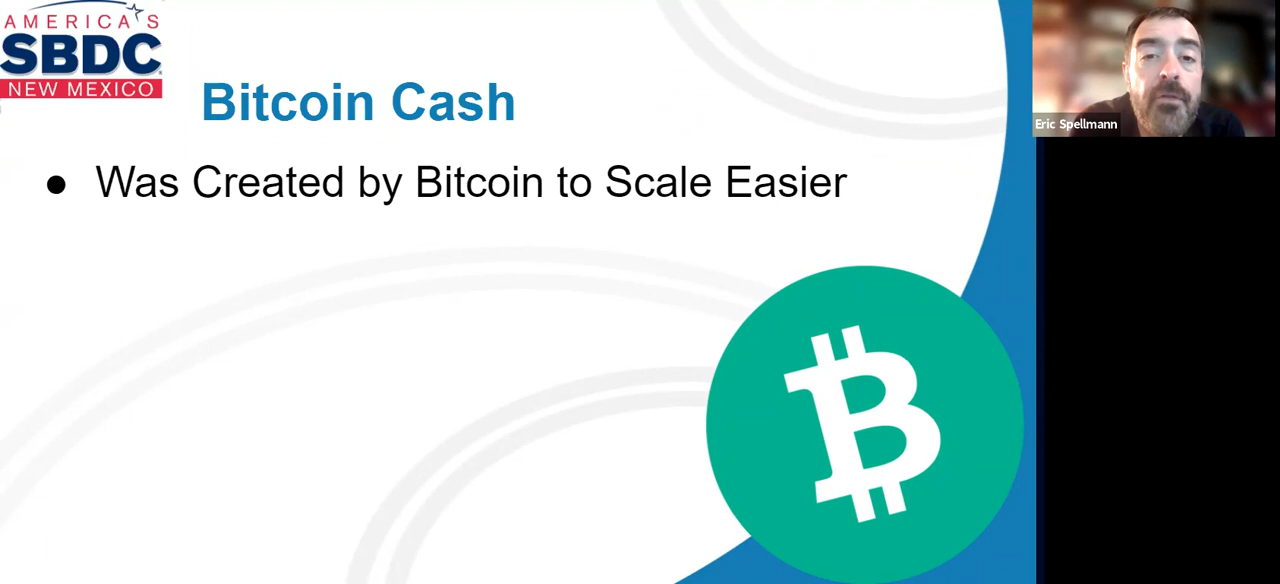 AMERICA'S
SBDC
NEW MEXICO
Bitcoin Cash
● Was Created by Bitcoin to Scale Easier
Eric Spellmann